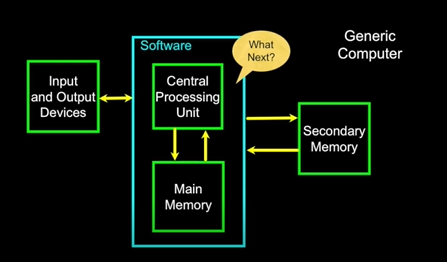 Software
What
Next?
Generic
Computer
Input
and Output
Devices
Central
Processing
Unit
Secondary
Memory
Main
Memory